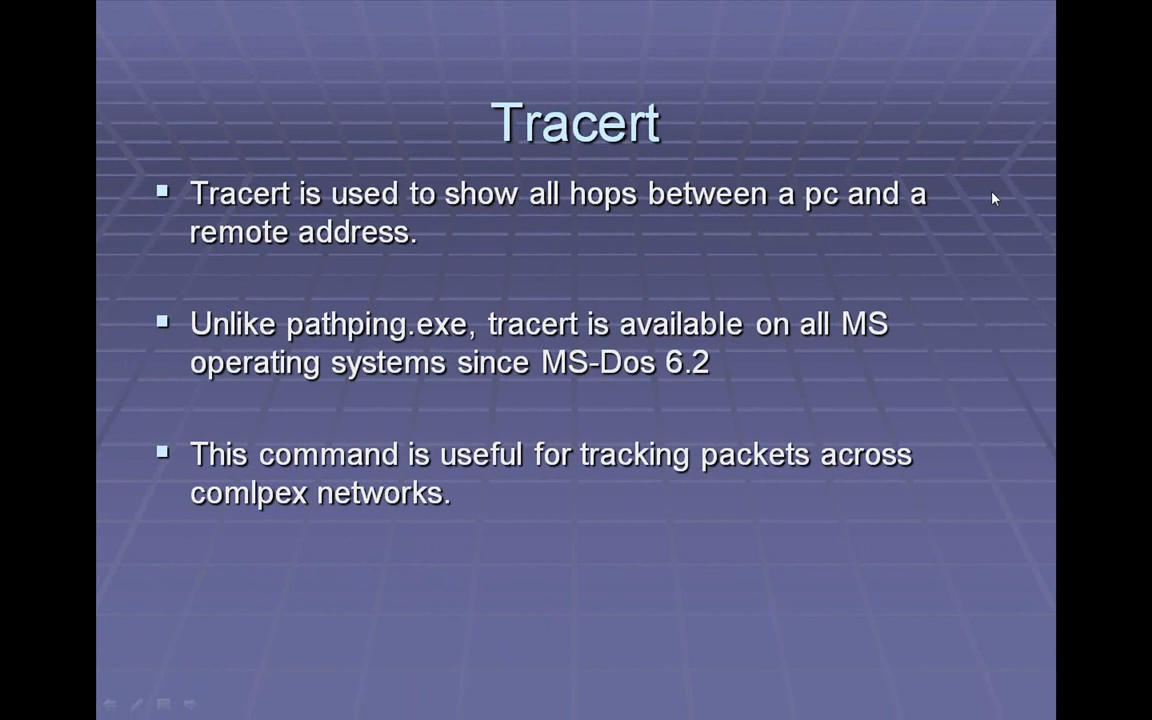 Tracert
Tracert is used to show all hops between a pc and a
remote address.
Unlike pathping.exe, tracert is available on all MS
operating systems since MS-Dos 6.2
This command is useful for tracking packets across
comlpex networks.